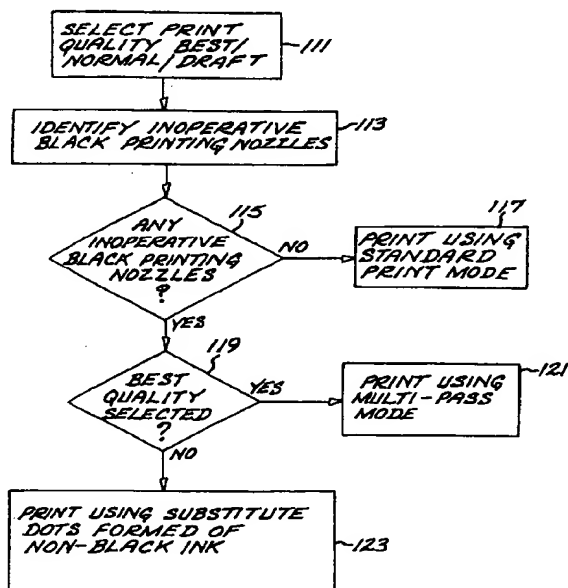 SELECT PRINT
QUALITY BEST/
NORMAL/DRAFT
111
IDENTIFY INOPERATIVE
BLACK PRINTING NOZZLES
113
ANY
INOPERATIVE
BLACK PRINTING
NOZZLES
?
115
NO
PRINT USING
STANDARD
PRINT MODE
117
YES
BEST
QUALITY
SELECTED
?
119
YES
PRINT USING
MULTI-PASS
MODE
121
NO
PRINT USING SUBSTITUTE
DOTS FORMED OF
NON-BLACK INK
123